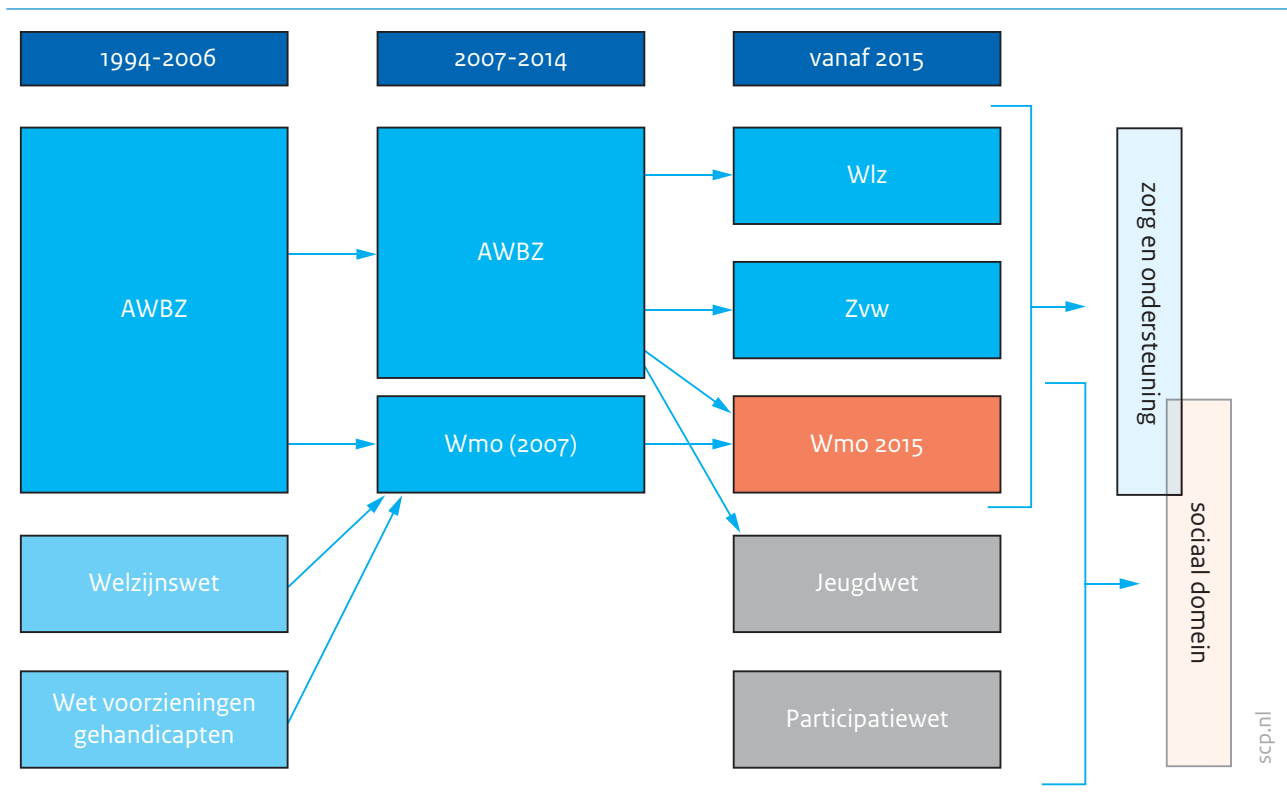 1994-2006
2007-2014
vanaf 2015
AWBZ
AWBZ
Wlz
Zvw
Wmo (2007)
Wmo 2015
Welzijnswet
Jeugdwet
Wet voorzieningen
gehandicapten
Participatiewet
zorg en ondersteuning
sociaal domein
scp.nl